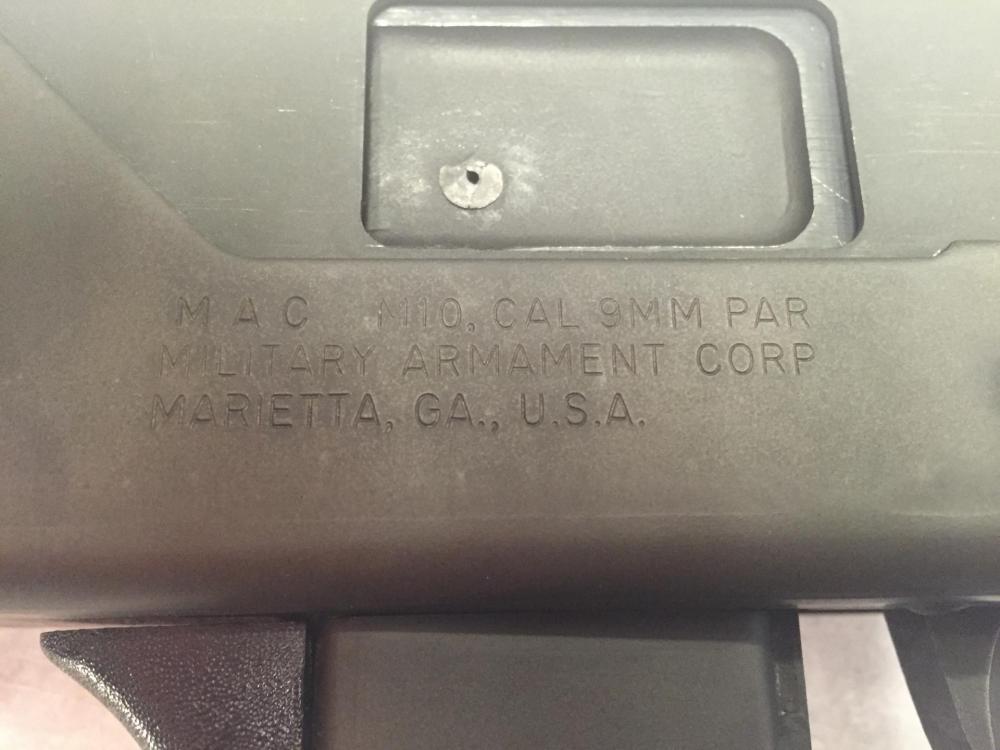 M A C M10, CAL 9MM PAR
MILITARY ARMAMENT CORP
MARIETTA, GA., U.S.A.